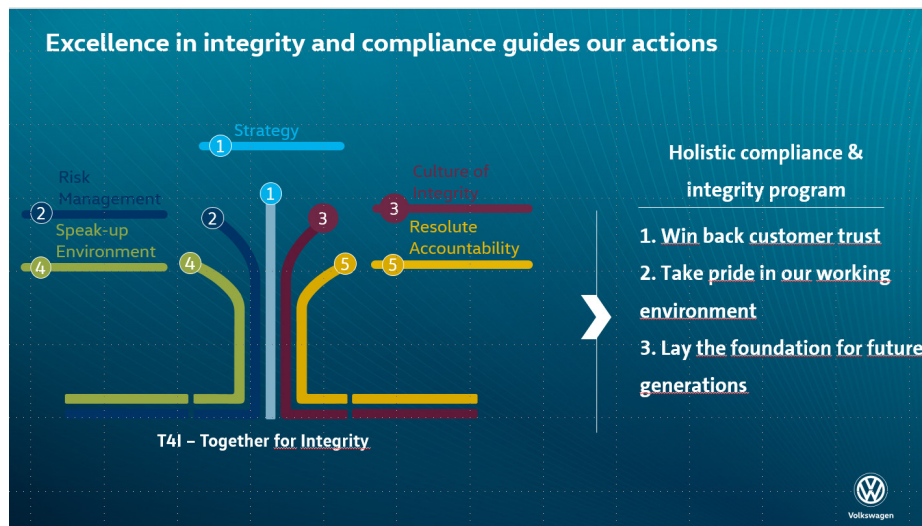 Excellence in integrity and compliance guides our actions
1 Strategy
2 Risk
Management
4 Speak-up
Environment
3 Culture of
Integrity
5 Resolute
Accountability
1
2
3
4
5
T4I – Together for Integrity
Holistic compliance &
integrity program
1. Win back customer trust
2. Take pride in our working
environment
3. Lay the foundation for future
generations
Volkswagen